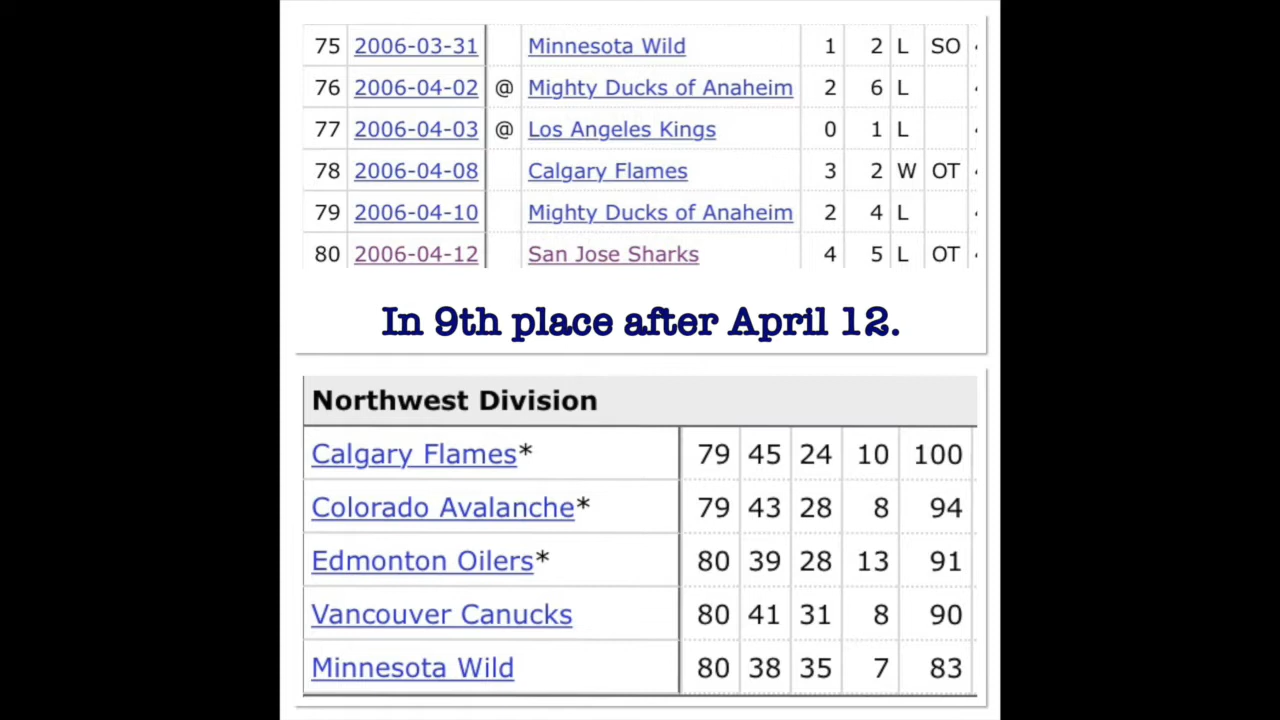 75 2006-03-31 Minnesota Wild 1 2 L SO
76 2006-04-02 @ Mighty Ducks of Anaheim 2 6 L
77 2006-04-03 @ Los Angeles Kings 0 1 L
78 2006-04-08 Calgary Flames 3 2 W OT
79 2006-04-10 Mighty Ducks of Anaheim 2 4 L
80 2006-04-12 San Jose Sharks 4 5 L OT
In 9th place after April 12.
Northwest Division
Calgary Flames* 79 45 24 10 100
Colorado Avalanche* 79 43 28 8 94
Edmonton Oilers* 80 39 28 13 91
Vancouver Canucks 80 41 31 8 90
Minnesota Wild 80 38 35 7 83